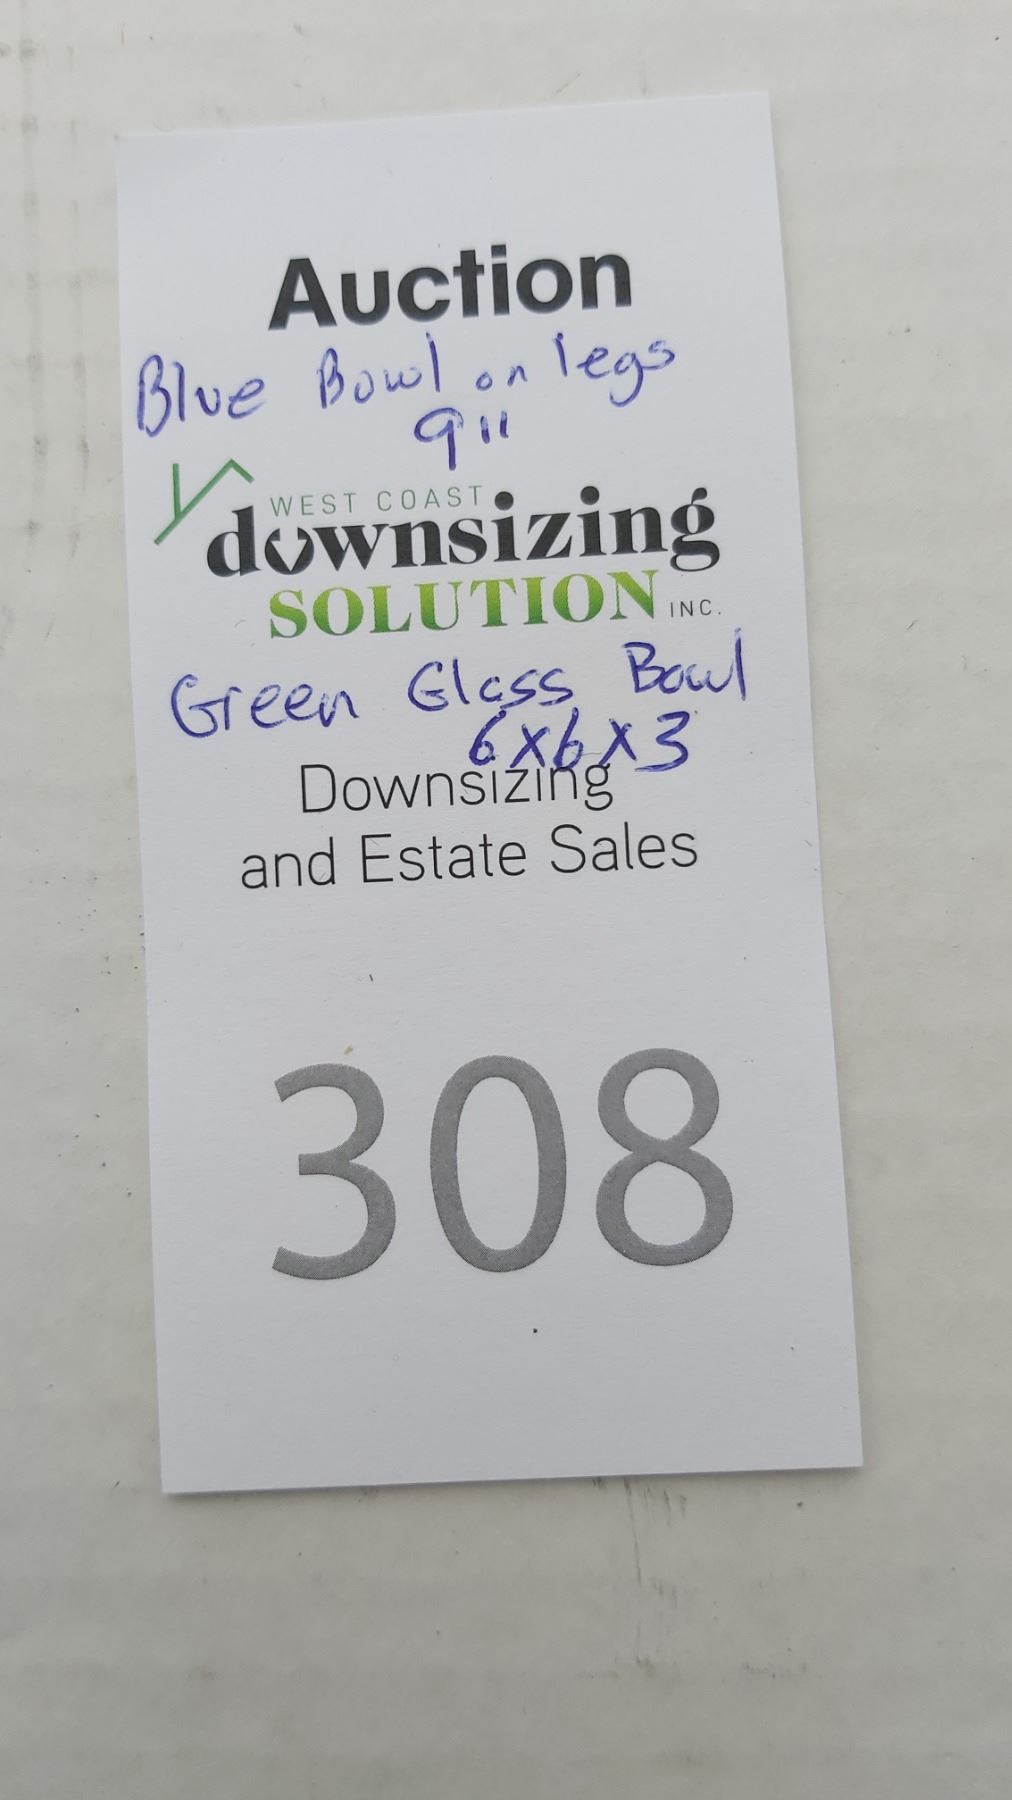 Auction
Blue Bowl on legs
9"
WEST COAST
downsizing
SOLUTION INC.
Green Glass Bowl
6x6x3
Downsizing
and Estate Sales
308